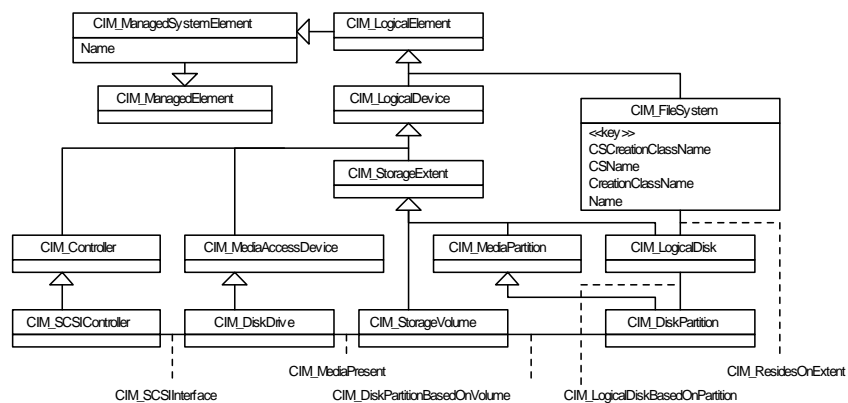 CIM_ManagedSystemElement
Name
CIM_LogicalElement
CIM_ManagedElement
CIM_LogicalDevice
CIM_FileSystem
<<key>>
CSCreationClassName
CSName
CreationClassName
Name
CIM_StorageExtent
CIM_Controller
CIM_MediaAccessDevice
CIM_MediaPartition
CIM_LogicalDisk
CIM_SCSIController
CIM_DiskDrive
CIM_StorageVolume
CIM_DiskPartition
CIM_SCSIInterface
CIM_MediaPresent
CIM_DiskPartitionBasedOnVolume
CIM_LogicalDiskBasedOnPartition
CIM_ResidesOnExtent